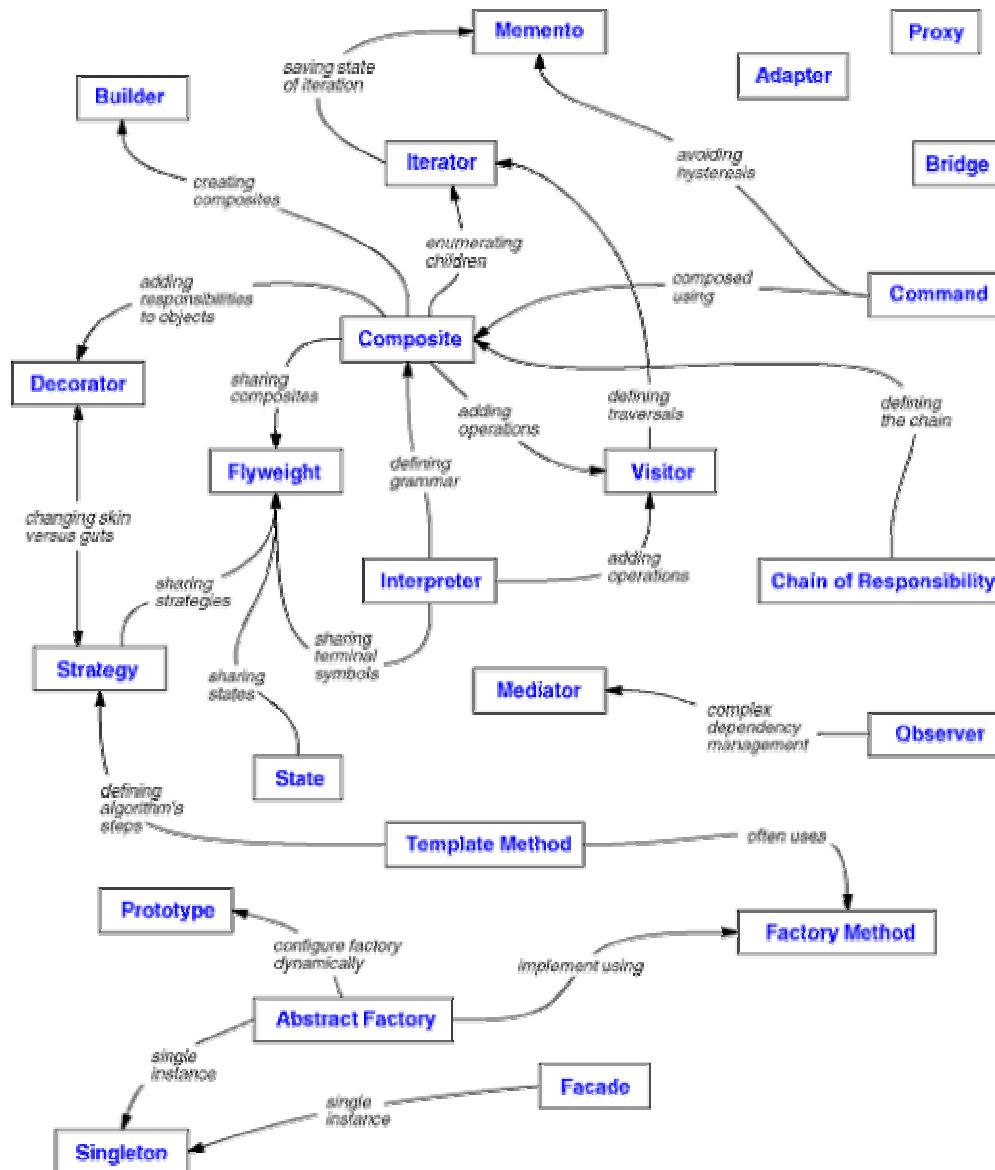 Memento
Proxy
saving state
of iteration
Adapter
Builder
avoiding
hysteresis
Iterator
Bridge
creating
composites
enumerating
children
adding
responsibilities
to objects
composed
using
Command
Composite
Decorator
sharing
composites
adding
operations
defining
traversals
defining
the chain
Flyweight
defining
grammar
Visitor
changing skin
versus guts
sharing
strategies
Interpreter
adding
operations
Chain of Responsibility
sharing
terminal
symbols
Strategy
sharing
states
Mediator
complex
dependency
management
Observer
State
defining
algorithm's
steps
Template Method
often uses
Prototype
Factory Method
configure factory
dynamically
implement using
Abstract Factory
single
instance
Facade
single
instance
Singleton